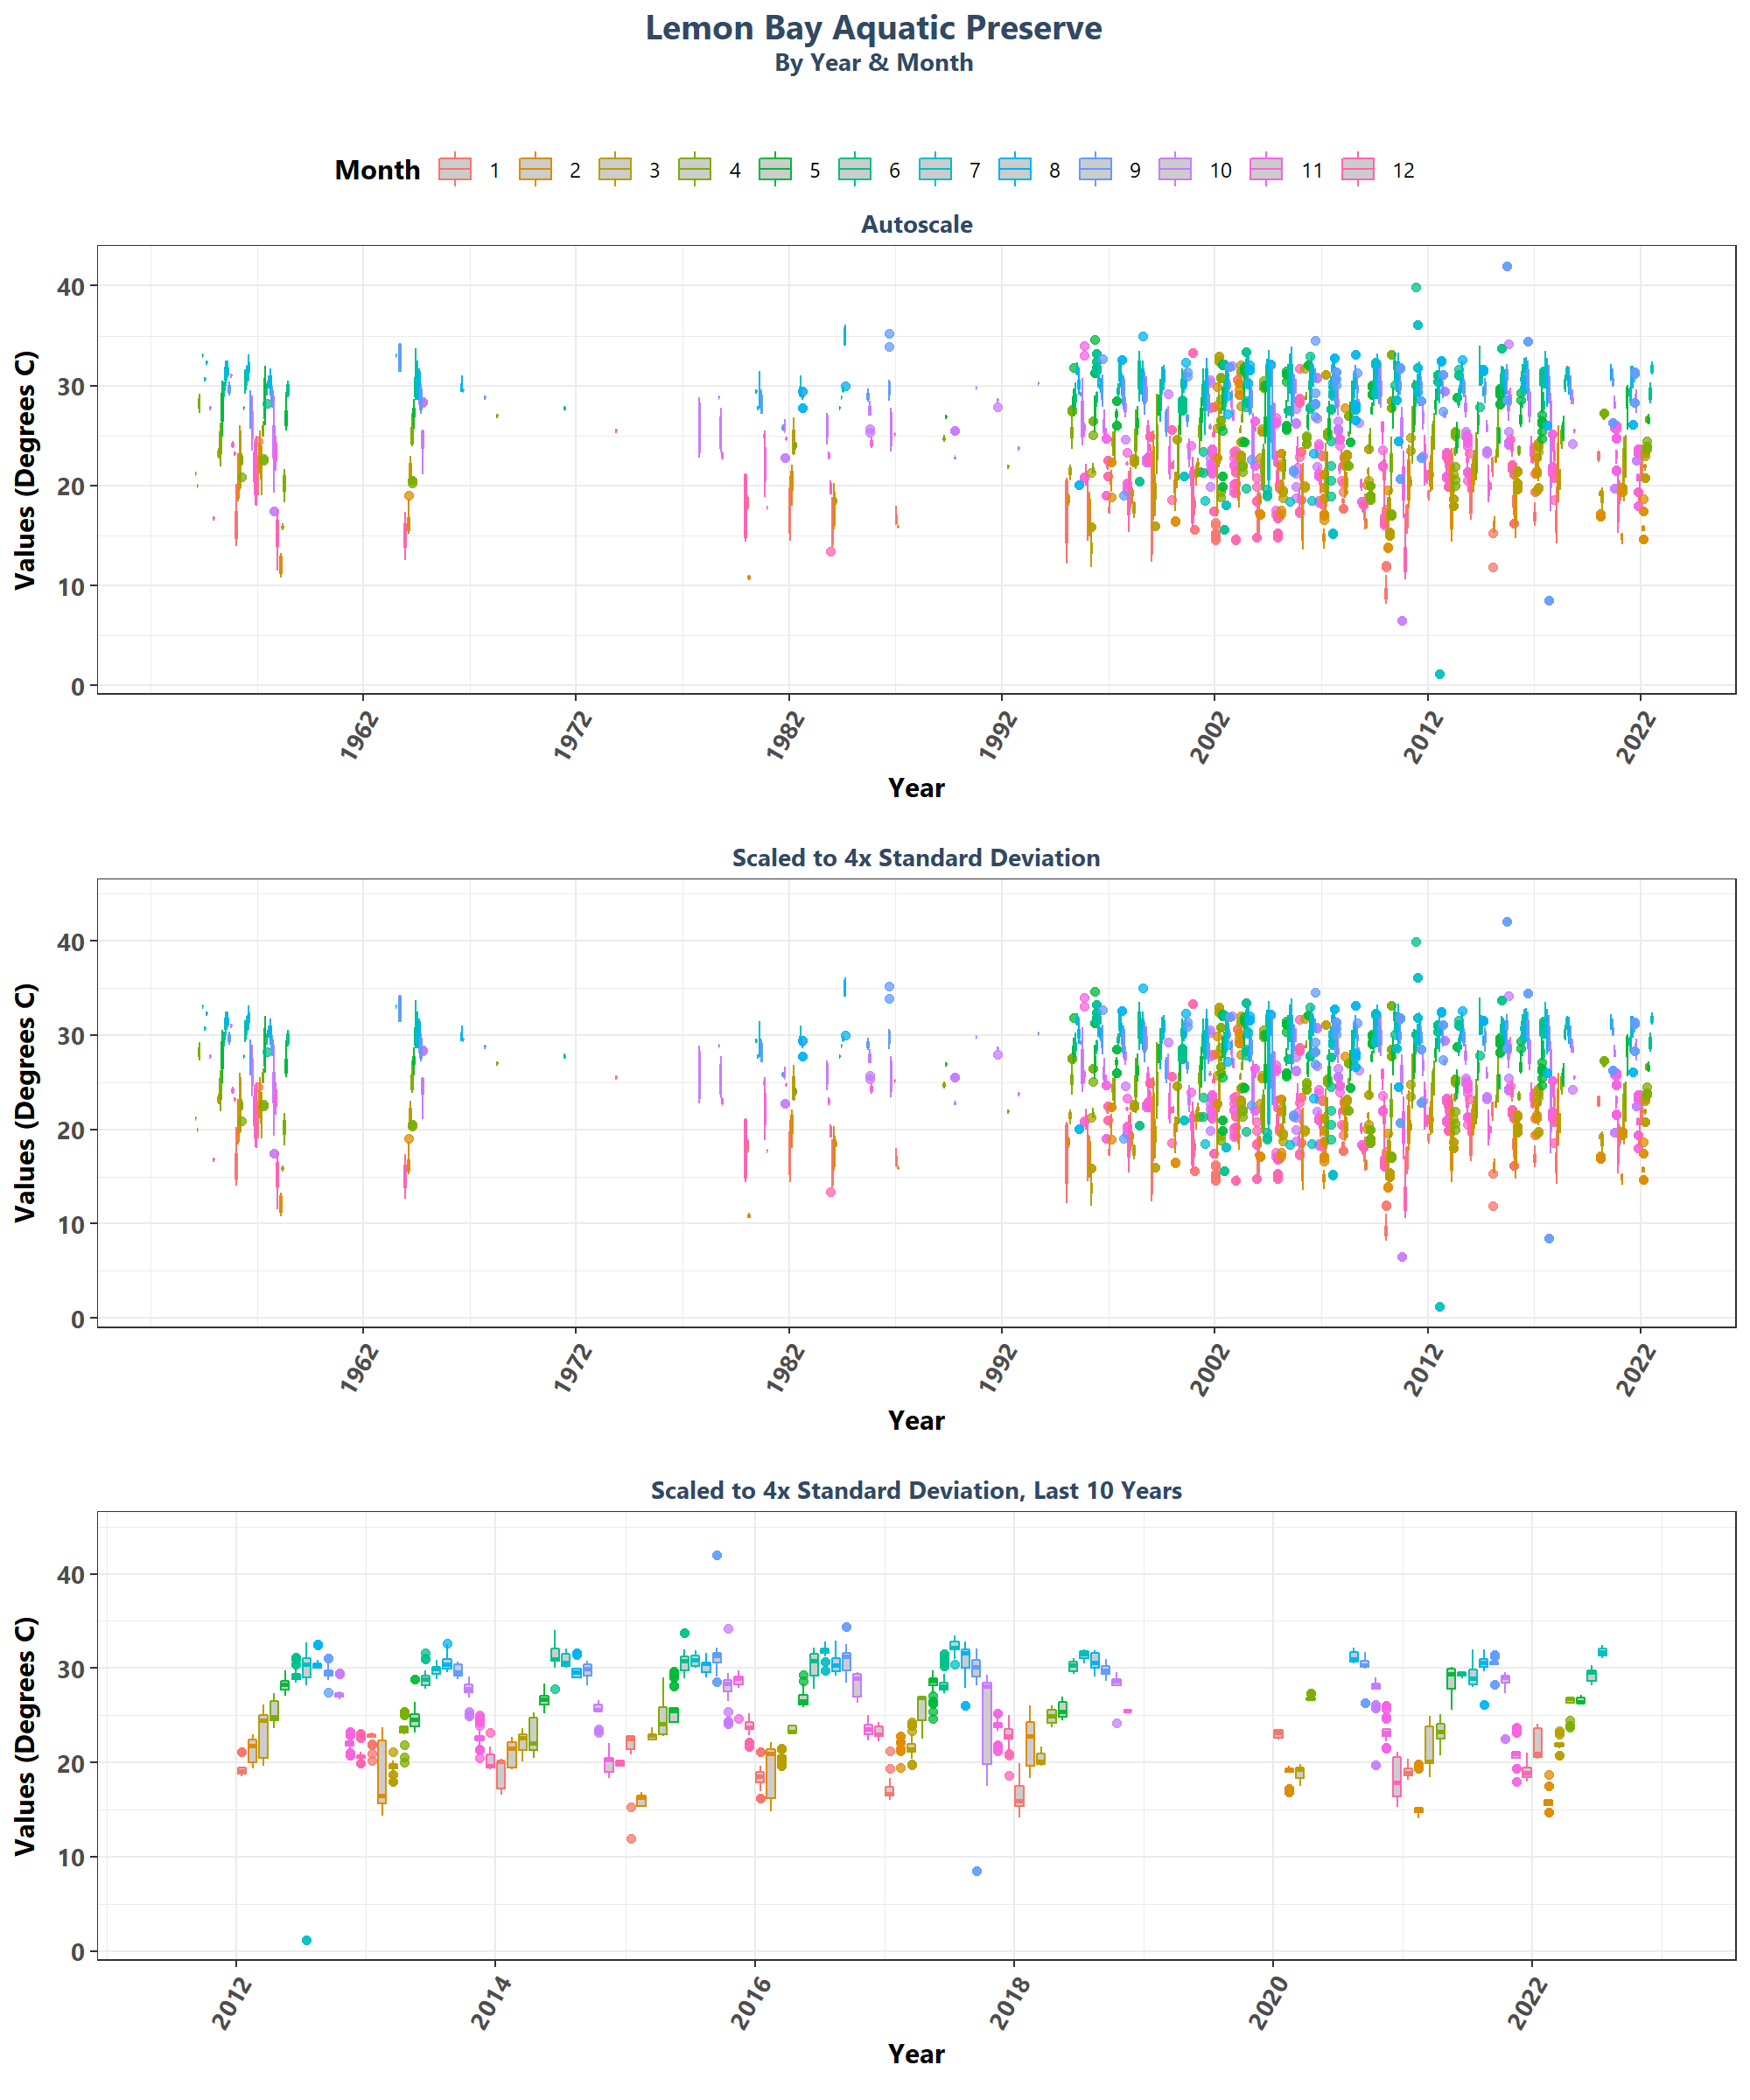 Lemon Bay Aquatic Preserve
By Year & Month
Month 1 2 3 4 5 6 7 8 9 10 11 12
Autoscale
Values (Degrees C)
40
30
20
10
0
1962 1972 1982 1992 2002 2012 2022
Year
Scaled to 4x Standard Deviation
Values (Degrees C)
40
30
20
10
0
1962 1972 1982 1992 2002 2012 2022
Year
Scaled to 4x Standard Deviation, Last 10 Years
Values (Degrees C)
40
30
20
10
0
2012 2014 2016 2018 2020 2022
Year